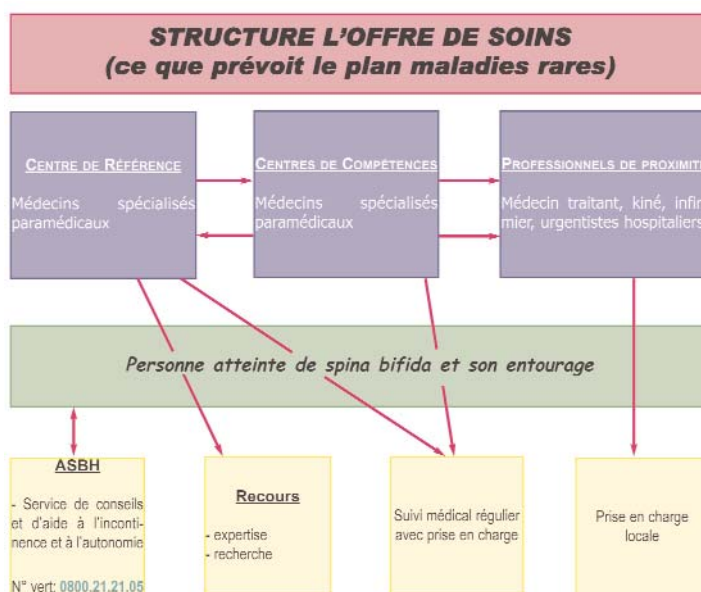 STRUCTURE L'OFFRE DE SOINS
(ce que prévoit le plan maladies rares)
CENTRE DE RÉFÉRENCE
Médecins spécialisés
paramédicaux
CENTRES DE COMPÉTENCES
Médecins spécialisés
paramédicaux
PROFESSIONNELS DE PROXIMITÉ
Médecin traitant, kiné, infir-
mier, urgentistes hospitaliers
Personne atteinte de spina bifida et son entourage
ASBH
- Service de conseils
et d'aide à l'inconti-
nence et à l'autonomie
N° vert: 0800.21.21.05
Recours
- expertise
- recherche
Suivi médical régulier
avec prise en charge
Prise en charge
locale